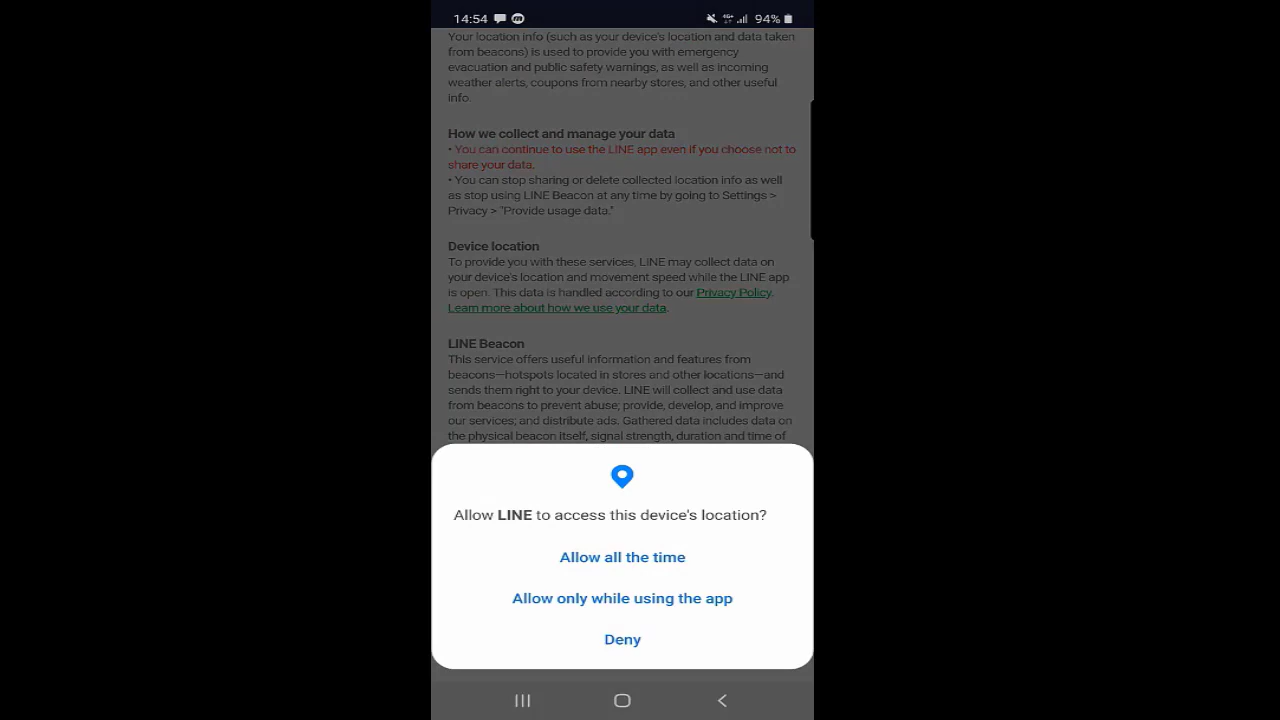 14:54
94%
Your location info (such as your device's location and data taken
from beacons) is used to provide you with emergency
evacuation and public safety warnings, as well as incoming
weather alerts, coupons from nearby stores, and other useful
info.
How we collect and manage your data
• You can continue to use the LINE app even if you choose not to
share your data.
• You can stop sharing or delete collected location info as well
as stop using LINE Beacon at any time by going to Settings >
Privacy > "Provide usage data."
Device location
To provide you with these services, LINE may collect data on
your device's location and movement speed while the LINE app
is open. This data is handled according to our Privacy Policy.
Learn more about how we use your data.
LINE Beacon
This service offers useful information and features from
beacons—hotspots located in stores and other locations—and
sends them right to your device. LINE will collect and use data
from beacons to prevent abuse; provide, develop, and improve
our services; and distribute ads. Gathered data includes data on
the physical beacon itself, signal strength, duration and time of
Allow LINE to access this device's location?
Allow all the time
Allow only while using the app
Deny